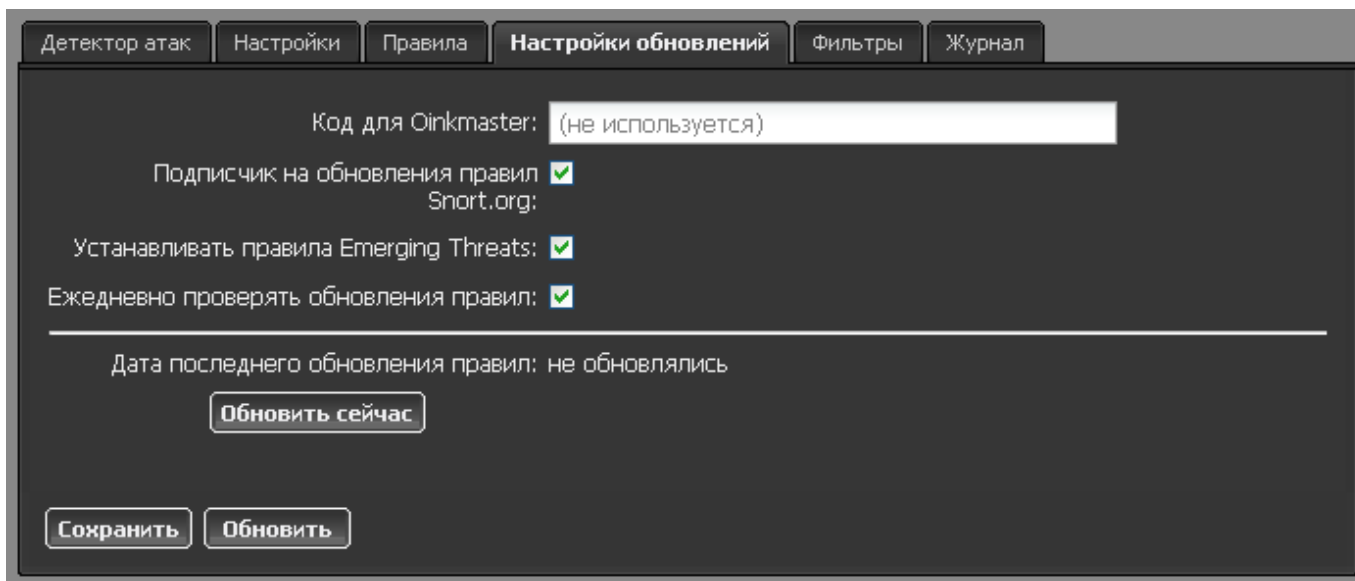 Детектор атак Настройки Правила Настройки обновлений Фильтры Журнал
Код для Oinkmaster: (не используется)
Подписчик на обновления правил
Snort.org:
Устанавливать правила Emerging Threats:
Ежедневно проверять обновления правил:
Дата последнего обновления правил: не обновлялись
Обновить сейчас
Сохранить Обновить